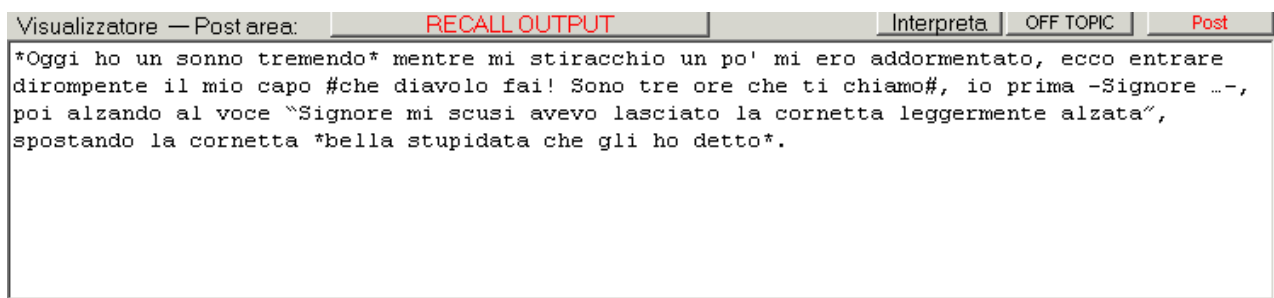 Visualizzatore — Post area: RECALL OUTPUT Interpreta OFF TOPIC Post
*Oggi ho un sonno tremendo* mentre mi stiracchio un po' mi ero addormentato, ecco entrare
dirompente il mio capo #che diavolo fai! Sono tre ore che ti chiamo#, io prima -Signore …-,
poi alzando al voce “Signore mi scusi avevo lasciato la cornetta leggermente alzata”,
spostando la cornetta *bella stupidata che gli ho detto*.